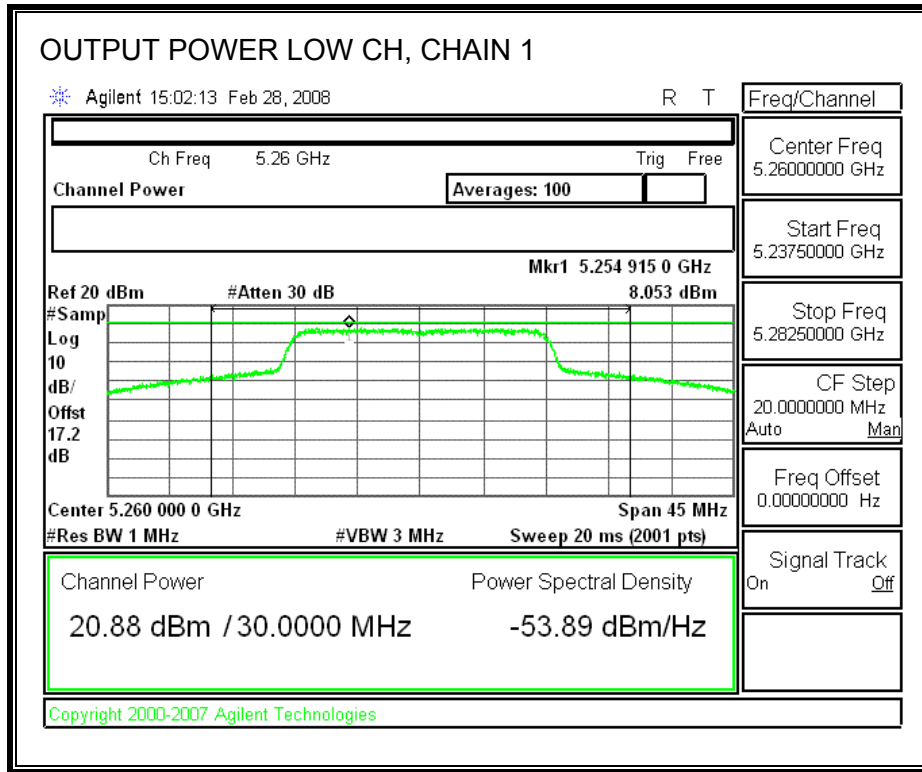 OUTPUT POWER LOW CH, CHAIN 1
Agilent 15:02:13 Feb 28, 2008 R T
Freq/Channel
Ch Freq 5.26 GHz Trig Free
Channel Power Averages: 100
Mkr1 5.254 915 0 GHz
Ref 20 dBm #Atten 30 dB 8.053 dBm
#Samp
Log
10
dB/
Offst
17.2
dB
1
Center 5.260 000 0 GHz Span 45 MHz
#Res BW 1 MHz #VBW 3 MHz Sweep 20 ms (2001 pts)
Channel Power Power Spectral Density
20.88 dBm / 30.0000 MHz -53.89 dBm/Hz
Center Freq
5.26000000 GHz
Start Freq
5.23750000 GHz
Stop Freq
5.28250000 GHz
CF Step
20.0000000 MHz
Auto Man
Freq Offset
0.00000000 Hz
Signal Track
On Off
Copyright 2000-2007 Agilent Technologies